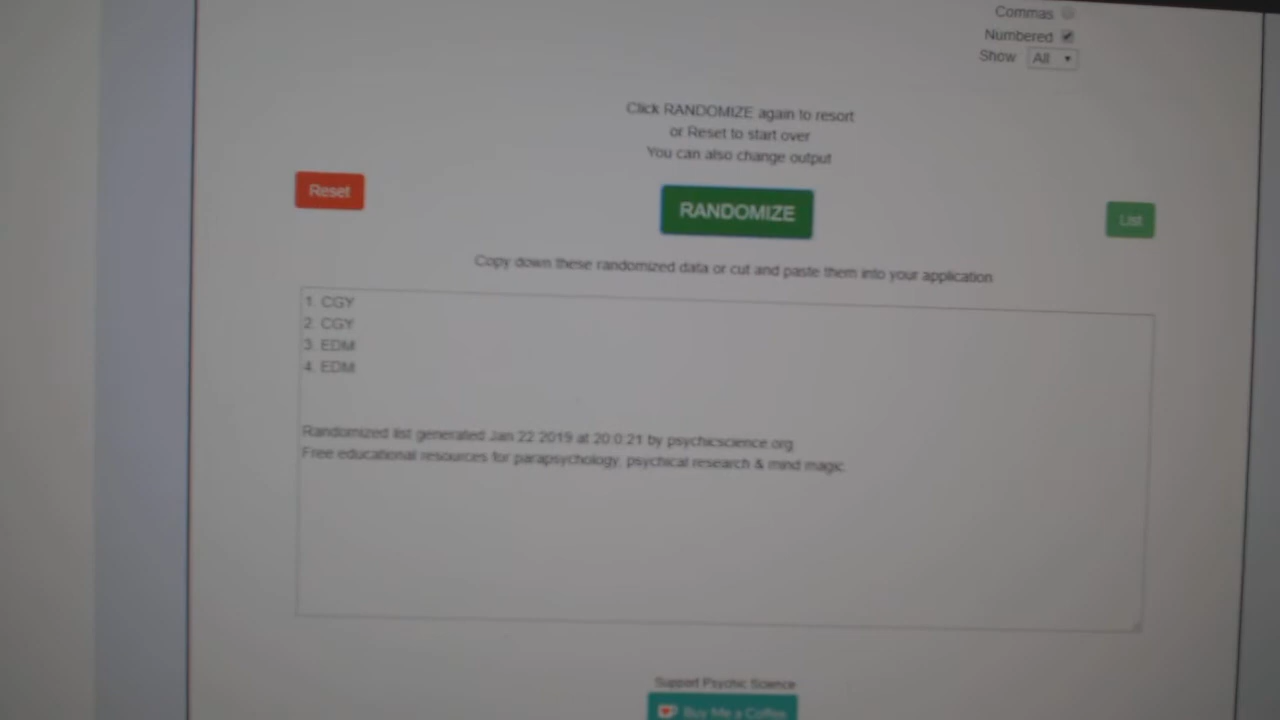 Commas
Numbered
Show All
Click RANDOMIZE again to resort
or Reset to start over
You can also change output
Reset
RANDOMIZE
List
Copy down these randomized data or cut and paste them into your application
1. CGY
2. CGY
3. EDM
4. EDM
Randomized list generated Jan 22 2019 at 20:0:21 by psychicscience.org
Free educational resources for parapsychology, psychical research & mind magic
Support Psychic Science
Buy Me a Coffee